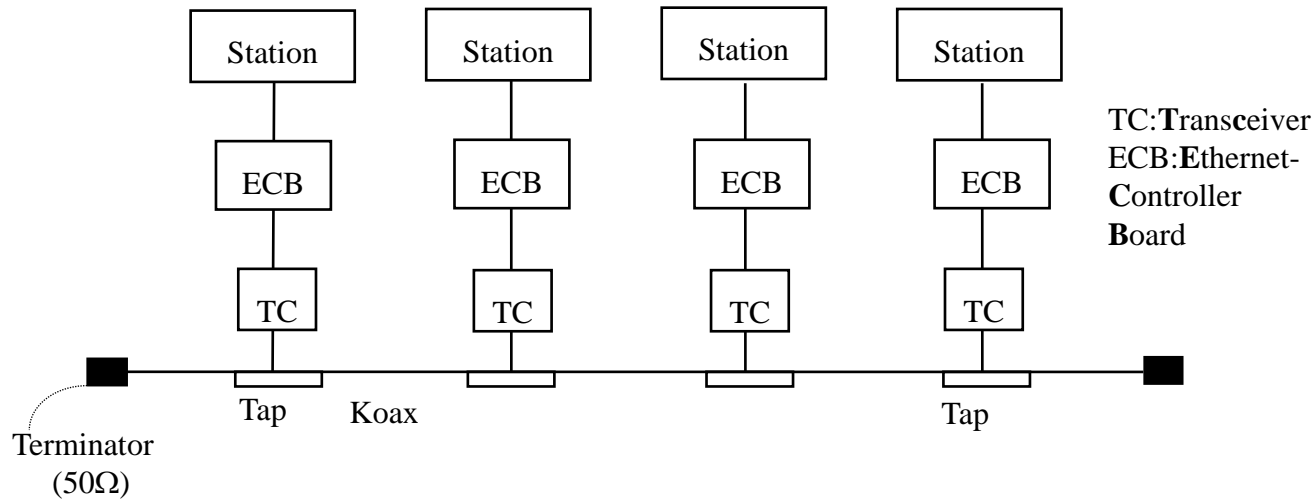 Station
Station
Station
Station
TC:Transceiver
ECB:Ethernet-
Controller
Board
ECB
ECB
ECB
ECB
TC
TC
TC
TC
Tap
Koax
Tap
Terminator
(50Ω)